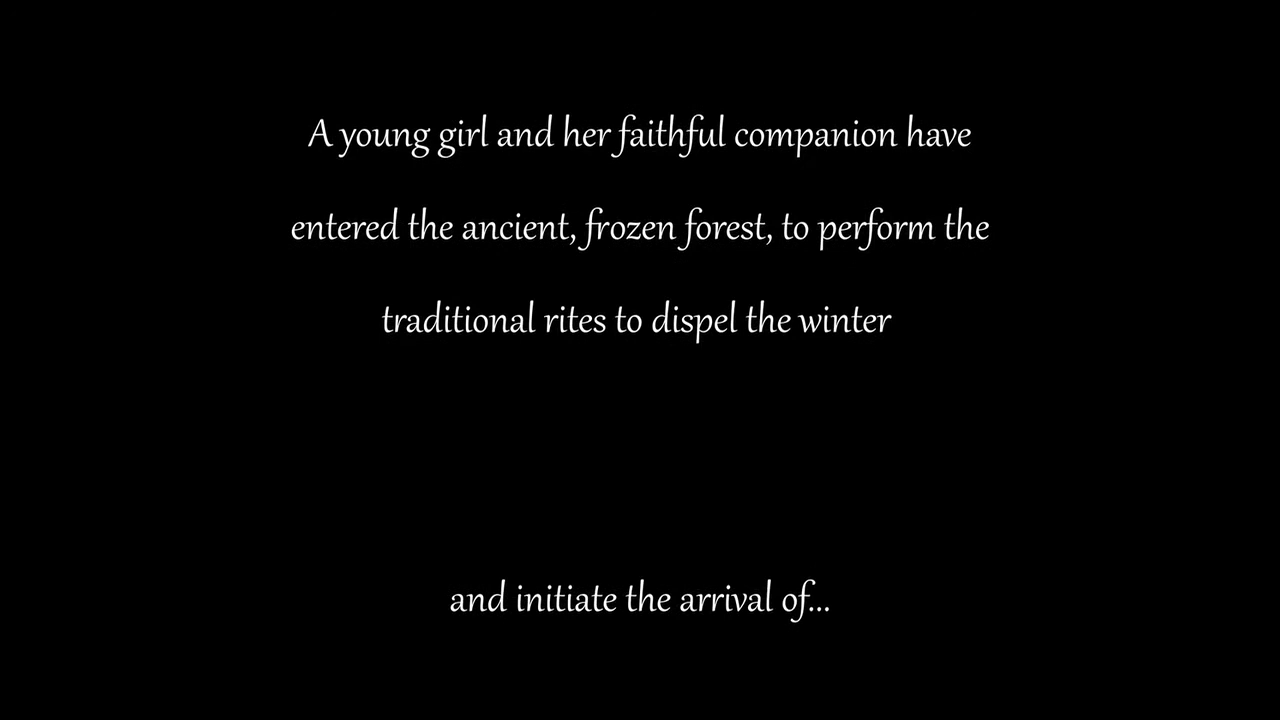 A young girl and her faithful companion have
entered the ancient, frozen forest, to perform the
traditional rites to dispel the winter
and initiate the arrival of...